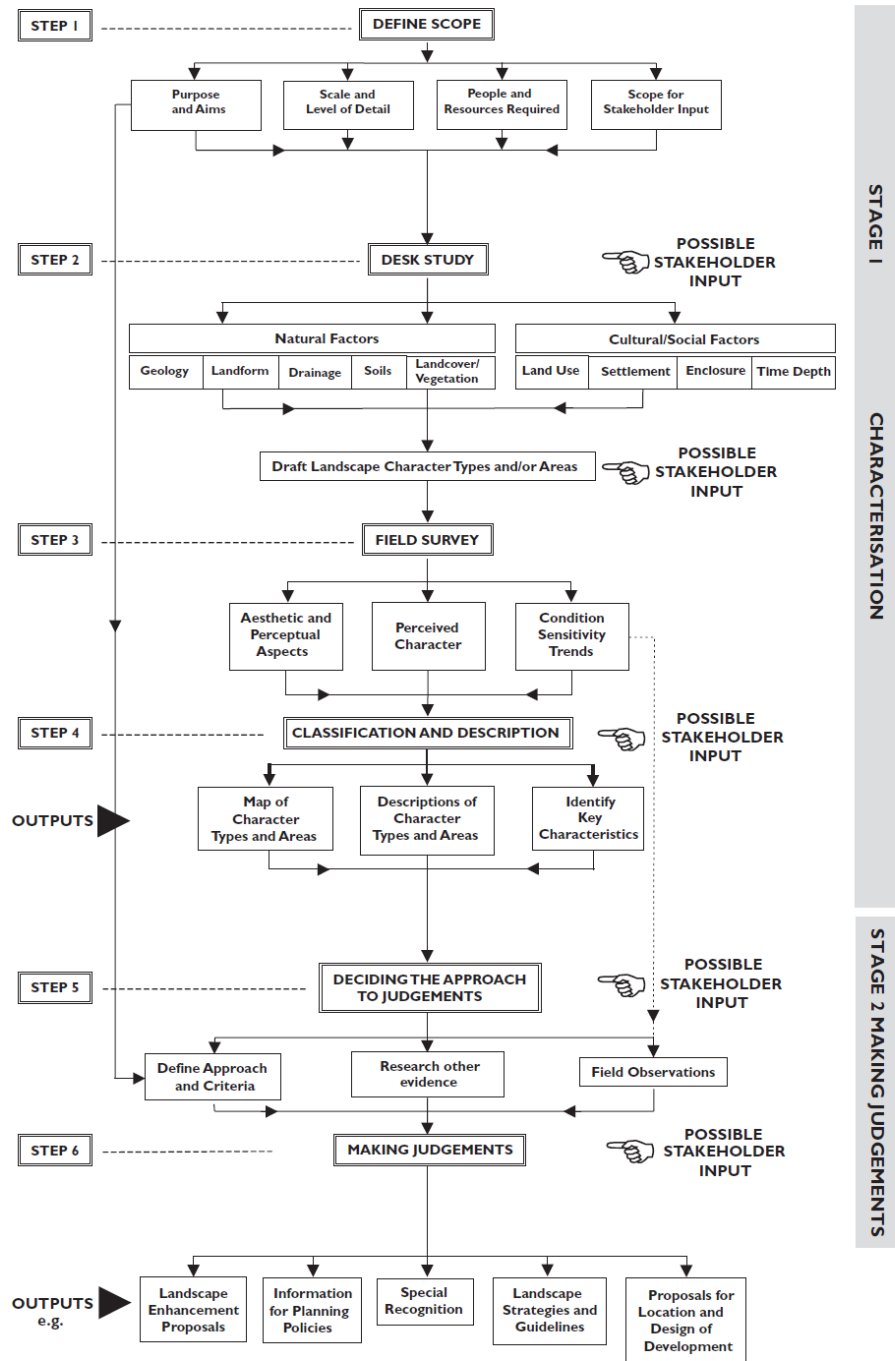 STEP 1
DEFINE SCOPE
Purpose
and Aims
Scale and
Level of Detail
People and
Resources Required
Scope for
Stakeholder Input
STEP 2
DESK STUDY
POSSIBLE
STAKEHOLDER
INPUT
Natural Factors
Geology
Landform
Drainage
Soils
Landcover/
Vegetation
Cultural/Social Factors
Land Use
Settlement
Enclosure
Time Depth
Draft Landscape Character Types and/or Areas
POSSIBLE
STAKEHOLDER
INPUT
STEP 3
FIELD SURVEY
Aesthetic and
Perceptual
Aspects
Perceived
Character
Condition
Sensitivity
Trends
STEP 4
CLASSIFICATION AND DESCRIPTION
POSSIBLE
STAKEHOLDER
INPUT
OUTPUTS
Map of
Character
Types and Areas
Descriptions of
Character
Types and Areas
Identify
Key
Characteristics
STAGE 1
CHARACTERISATION
STEP 5
DECIDING THE APPROACH
TO JUDGEMENTS
POSSIBLE
STAKEHOLDER
INPUT
Define Approach
and Criteria
Research other
evidence
Field Observations
STEP 6
MAKING JUDGEMENTS
POSSIBLE
STAKEHOLDER
INPUT
STAGE 2 MAKING JUDGEMENTS
OUTPUTS
e.g.
Landscape
Enhancement
Proposals
Information
for Planning
Policies
Special
Recognition
Landscape
Strategies and
Guidelines
Proposals for
Location and
Design of
Development